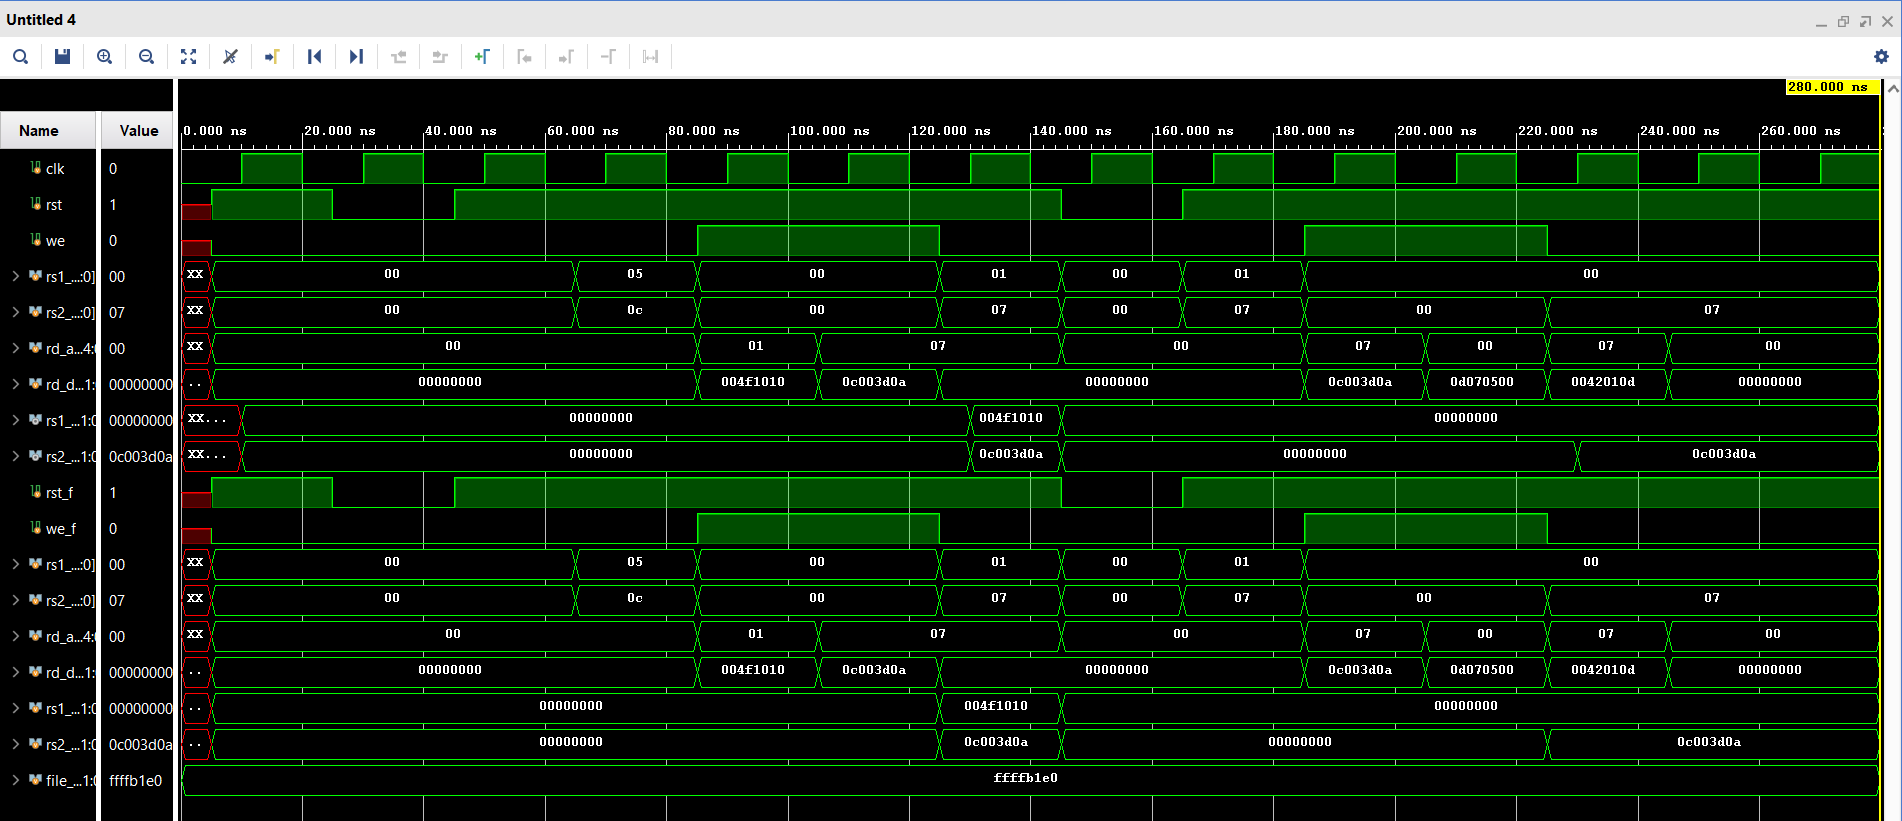 Untitled 4
280.000 ns
Name Value
0.000 ns 20.000 ns 40.000 ns 60.000 ns 80.000 ns 100.000 ns 120.000 ns 140.000 ns 160.000 ns 180.000 ns 200.000 ns 220.000 ns 240.000 ns 260.000 ns
clk 0
rst 1
we 0
rs1_...:0] 00 XX 00 05 00 01 00 01 00
rs2_...:0] 07 XX 00 0c 00 07 00 07 00 07
rd_a...4:0 00 XX 00 01 07 00 07 00 07 00
rd_d...1:0 00000000 .. 00000000 004f1010 0c003d0a 00000000 0c003d0a 0d070500 0042010d 00000000
rs1_...1:0 00000000 XX... 00000000 004f1010 00000000
rs2_...1:0 0c003d0a XX... 00000000 0c003d0a 00000000 0c003d0a
rst_f 1
we_f 0
rs1_...:0] 00 XX 00 05 00 01 00 01 00
rs2_...:0] 07 XX 00 0c 00 07 00 07 00 07
rd_a...4:0 00 XX 00 01 07 00 07 00 07 00
rd_d...1:0 00000000 .. 00000000 004f1010 0c003d0a 00000000 0c003d0a 0d070500 0042010d 00000000
rs1_...1:0 00000000 .. 00000000 004f1010 00000000
rs2_...1:0 0c003d0a .. 00000000 0c003d0a 00000000 0c003d0a
file_...1:0 ffffb1e0 ffffb1e0